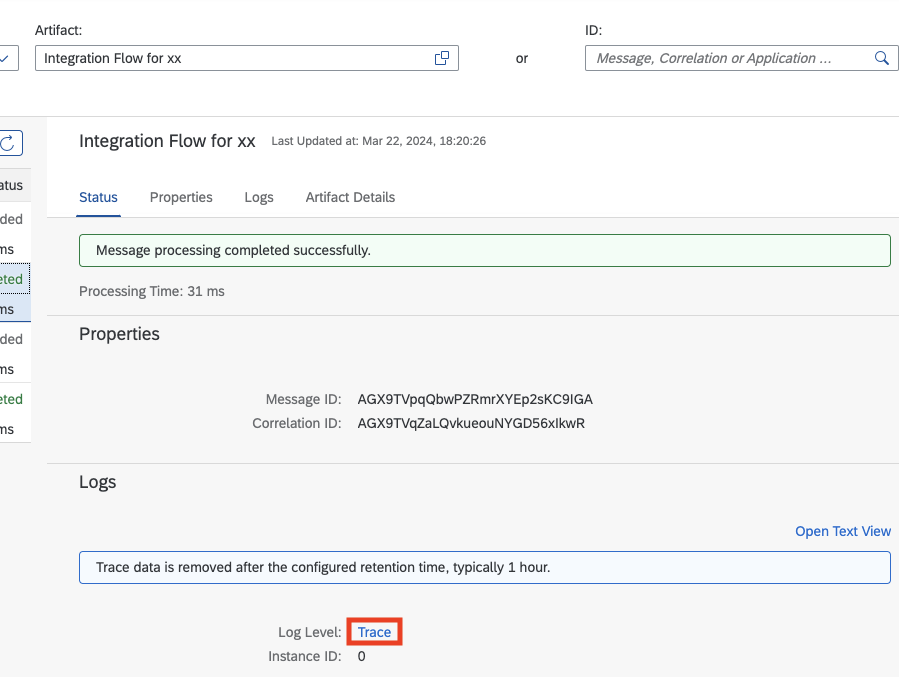 Artifact:
ID:
Integration Flow for xx
or
Message, Correlation or Application ...
Integration Flow for xx
Last Updated at: Mar 22, 2024, 18:20:26
Status
Properties
Logs
Artifact Details
atus
ded
ms
eted
ms
ded
ms
eted
ms
Message processing completed successfully.
Processing Time: 31 ms
Properties
Message ID: AGX9TVpqQbwPZRmrXYEp2sKC9IGA
Correlation ID: AGX9TVqZaLQvkueouNYGD56xIkwR
Logs
Open Text View
Trace data is removed after the configured retention time, typically 1 hour.
Log Level: Trace
Instance ID: 0